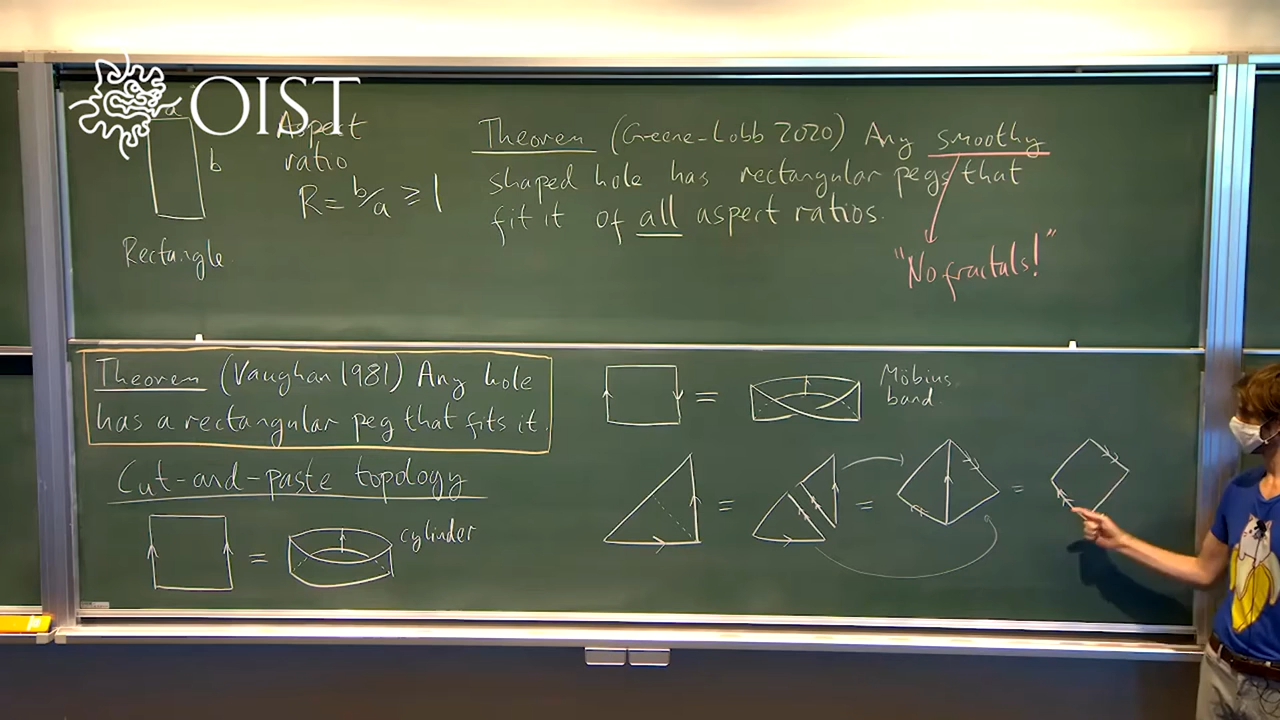 OIST
a
b
Rectangle
Aspect
ratio
R = b/a ≥ 1
Theorem (Greene-Lobb 2020) Any smoothy
shaped hole has rectangular pegs that
fit it of all aspect ratios.
"No fractals!"
Theorem (Vaughan 1981) Any hole
has a rectangular peg that fits it.
Cut-and-paste topology
= cylinder
= Möbius
band
= = =